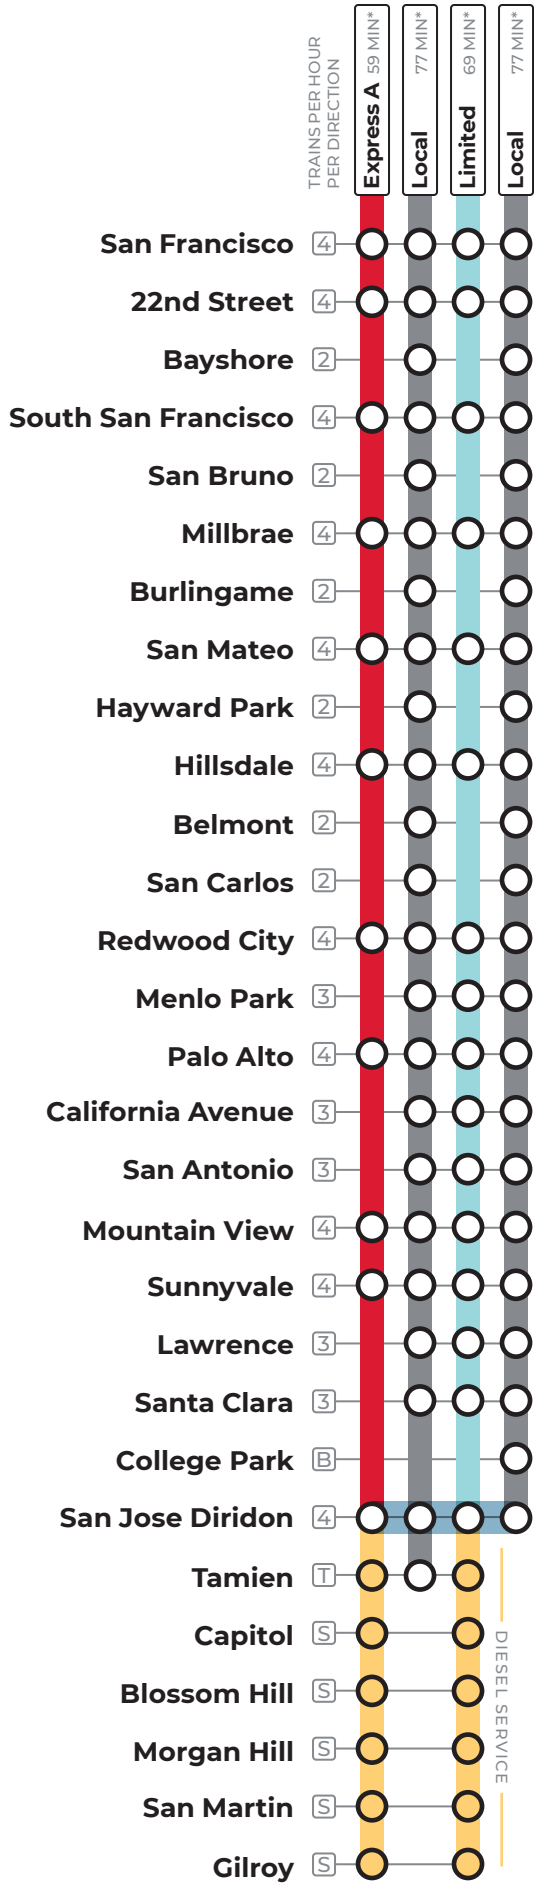 TRAINS PER HOUR
PER DIRECTION
Express A 59 MIN*
Local 77 MIN*
Limited 69 MIN*
Local 77 MIN*
San Francisco 4
22nd Street 4
Bayshore 2
South San Francisco 4
San Bruno 2
Millbrae 4
Burlingame 2
San Mateo 4
Hayward Park 2
Hillsdale 4
Belmont 2
San Carlos 2
Redwood City 4
Menlo Park 3
Palo Alto 4
California Avenue 3
San Antonio 3
Mountain View 4
Sunnyvale 4
Lawrence 3
Santa Clara 3
College Park B
San Jose Diridon 4
Tamien T
Capitol S
Blossom Hill S
Morgan Hill S
San Martin S
Gilroy S
DIESEL SERVICE